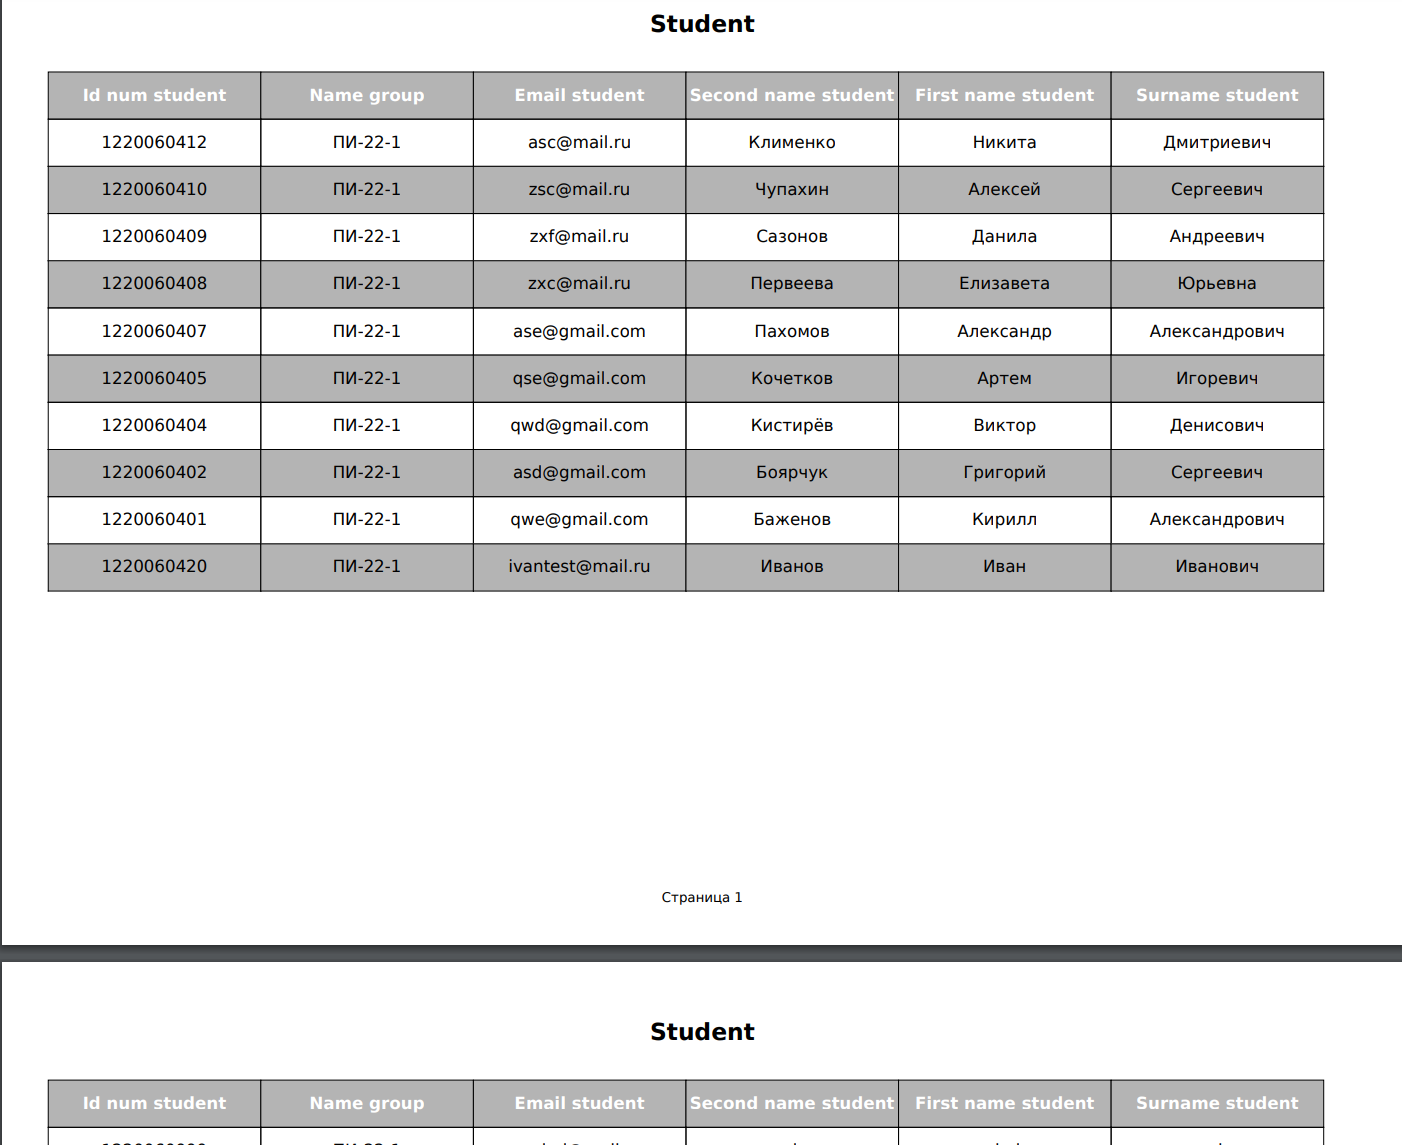 Student
Id num student Name group Email student Second name student First name student Surname student
1220060412 ПИ-22-1 asc@mail.ru Клименко Никита Дмитриевич
1220060410 ПИ-22-1 zsc@mail.ru Чупахин Алексей Сергеевич
1220060409 ПИ-22-1 zxf@mail.ru Сазонов Данила Андреевич
1220060408 ПИ-22-1 zxc@mail.ru Первеева Елизавета Юрьевна
1220060407 ПИ-22-1 ase@gmail.com Пахомов Александр Александрович
1220060405 ПИ-22-1 qse@gmail.com Кочетков Артем Игоревич
1220060404 ПИ-22-1 qwd@gmail.com Кистирёв Виктор Денисович
1220060402 ПИ-22-1 asd@gmail.com Боярчук Григорий Сергеевич
1220060401 ПИ-22-1 qwe@gmail.com Баженов Кирилл Александрович
1220060420 ПИ-22-1 ivantest@mail.ru Иванов Иван Иванович
Страница 1
Student
Id num student Name group Email student Second name student First name student Surname student